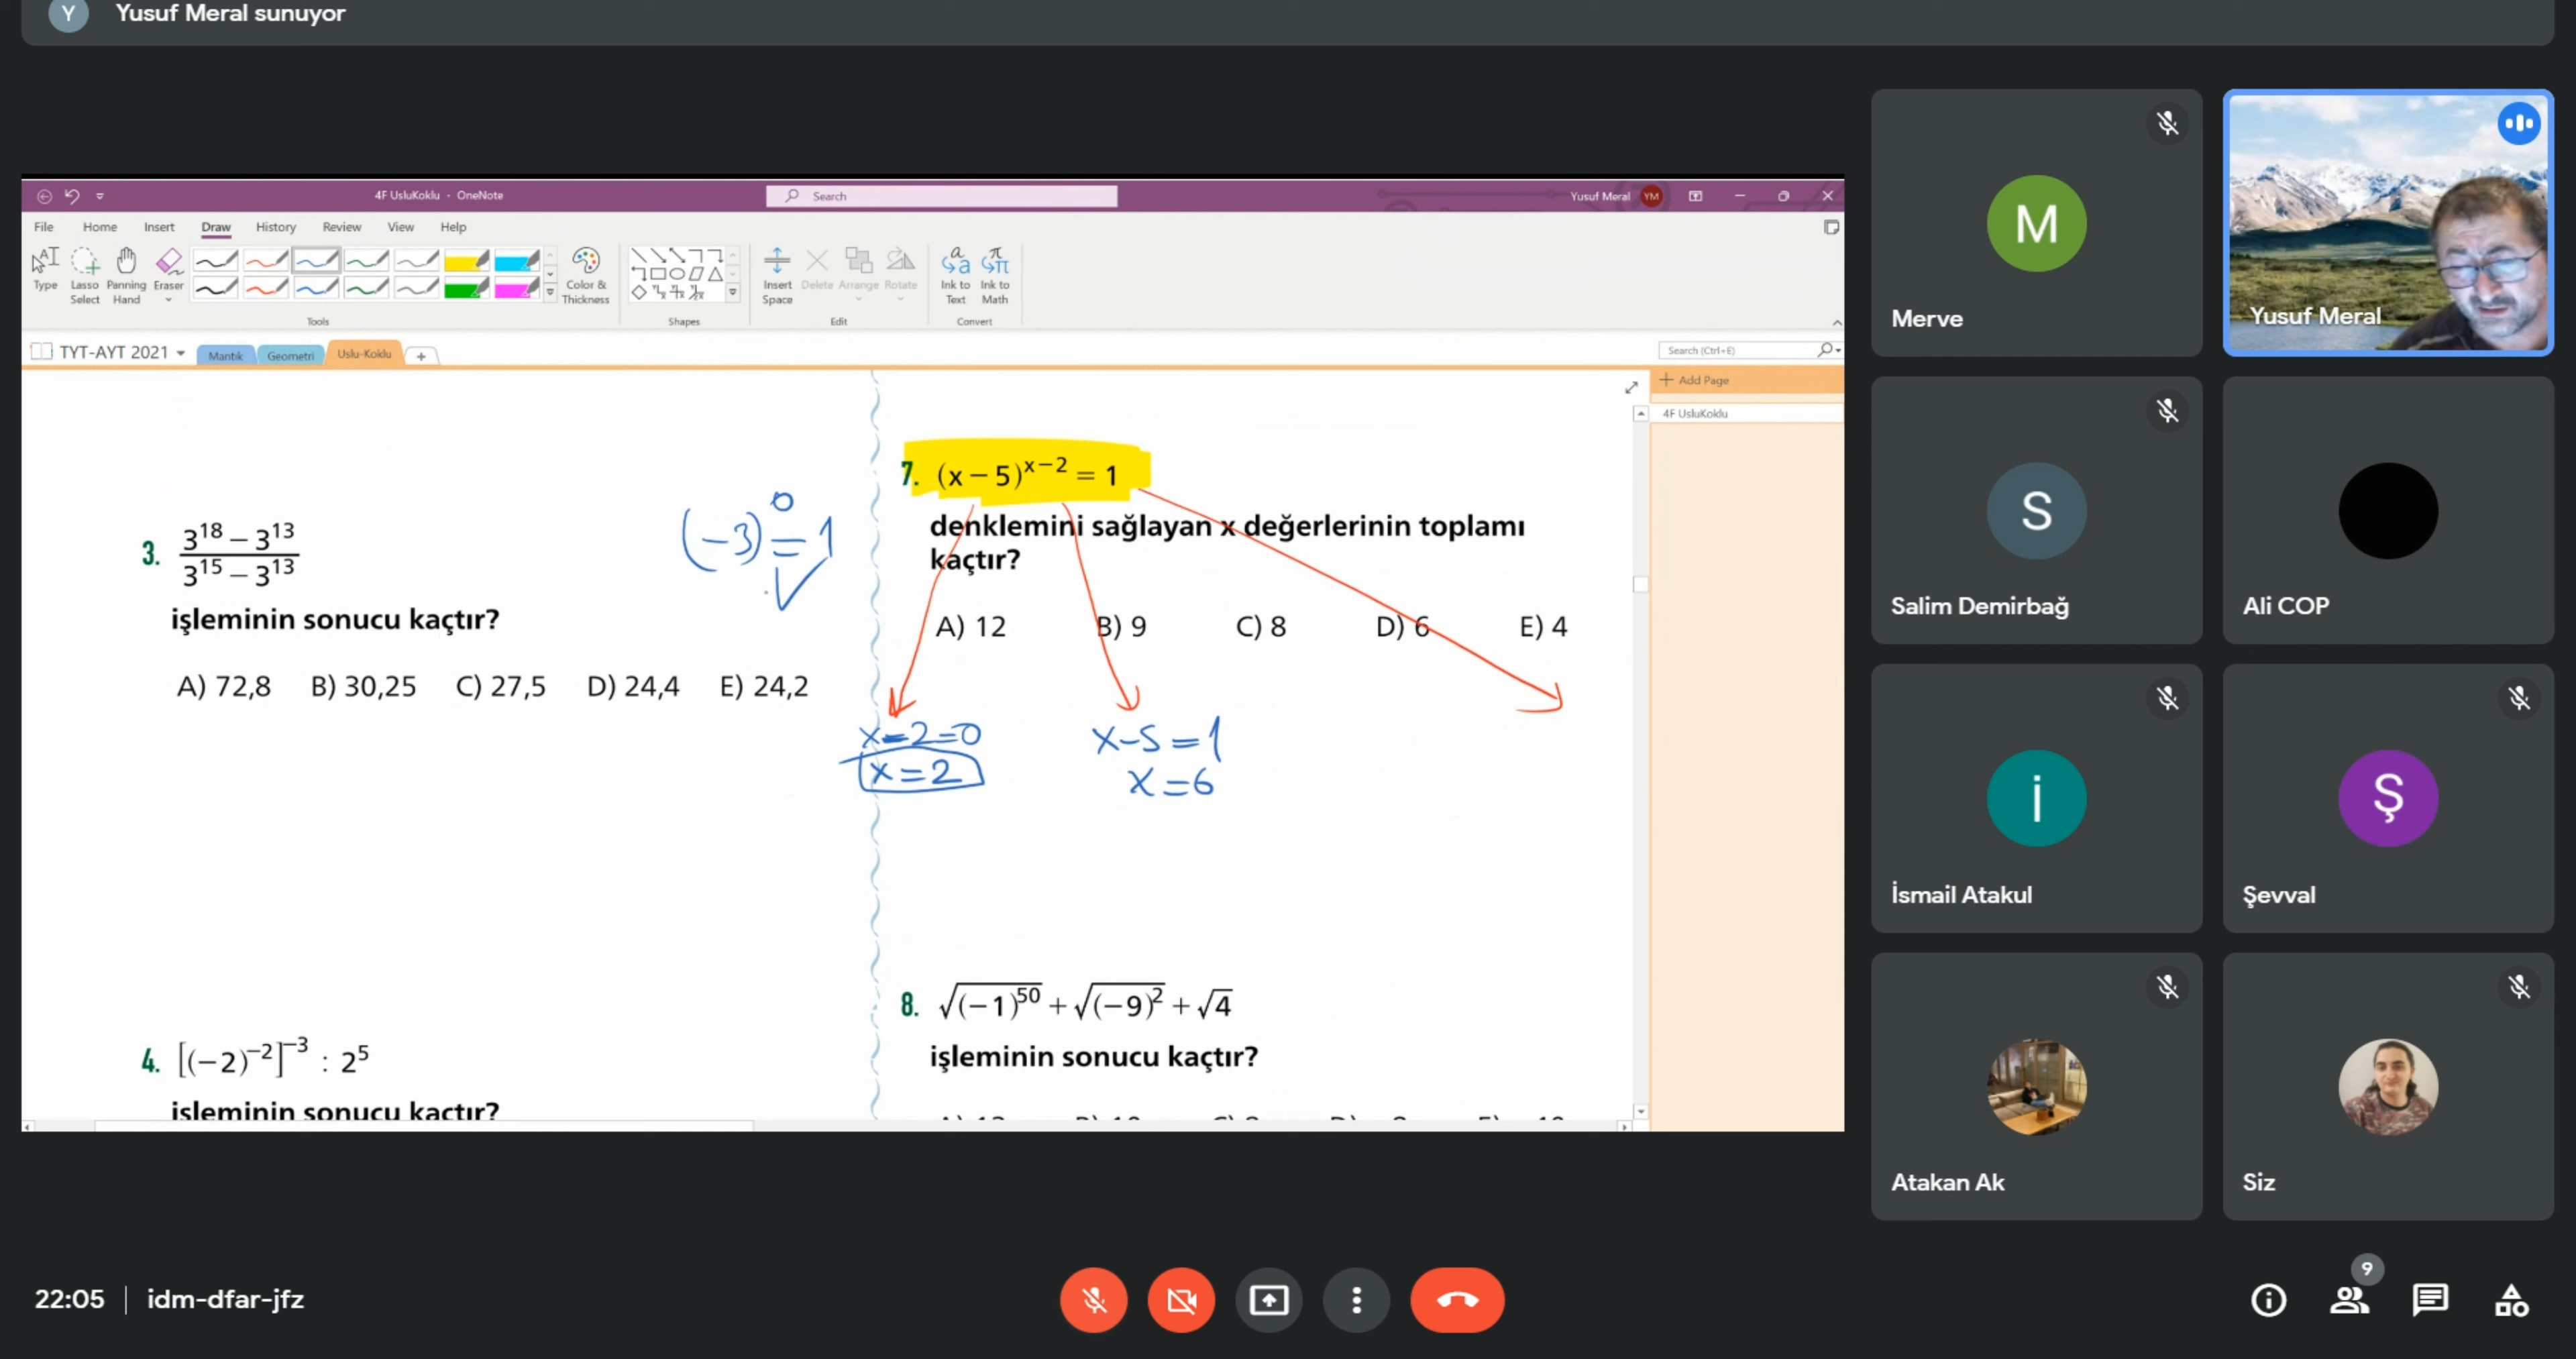 Y Yusuf Meral sunuyor
4F UsluKoklu - OneNote
Search
Yusuf Meral YM
File Home Insert Draw History Review View Help
Type
Lasso Select
Panning Hand
Eraser
Tools
Color & Thickness
Shapes
Insert Space
Delete
Arrange
Rotate
Edit
Ink to Text
Ink to Math
Convert
TYT-AYT 2021 Mantık Geometri Uslu-Koklu +
Search (Ctrl+E)
Add Page
4F UsluKoklu
3. (3^18 − 3^13) / (3^15 − 3^13)
işleminin sonucu kaçtır?
A) 72,8 B) 30,25 C) 27,5 D) 24,4 E) 24,2
4. [(−2)^−2]^−3 : 2^5
işleminin sonucu kaçtır?
(−3)^0 = 1
7. (x − 5)^x−2 = 1
denklemini sağlayan x değerlerinin toplamı
kaçtır?
A) 12 B) 9 C) 8 D) 6 E) 4
x−2=0
x=2
x−5=1
x=6
8. √(−1)^50 + √(−9)^2 + √4
işleminin sonucu kaçtır?
M
Merve
Yusuf Meral
S
Salim Demirbağ
Ali COP
İ
İsmail Atakul
Ş
Şevval
Atakan Ak
Siz
22:05 | idm-dfar-jfz
9